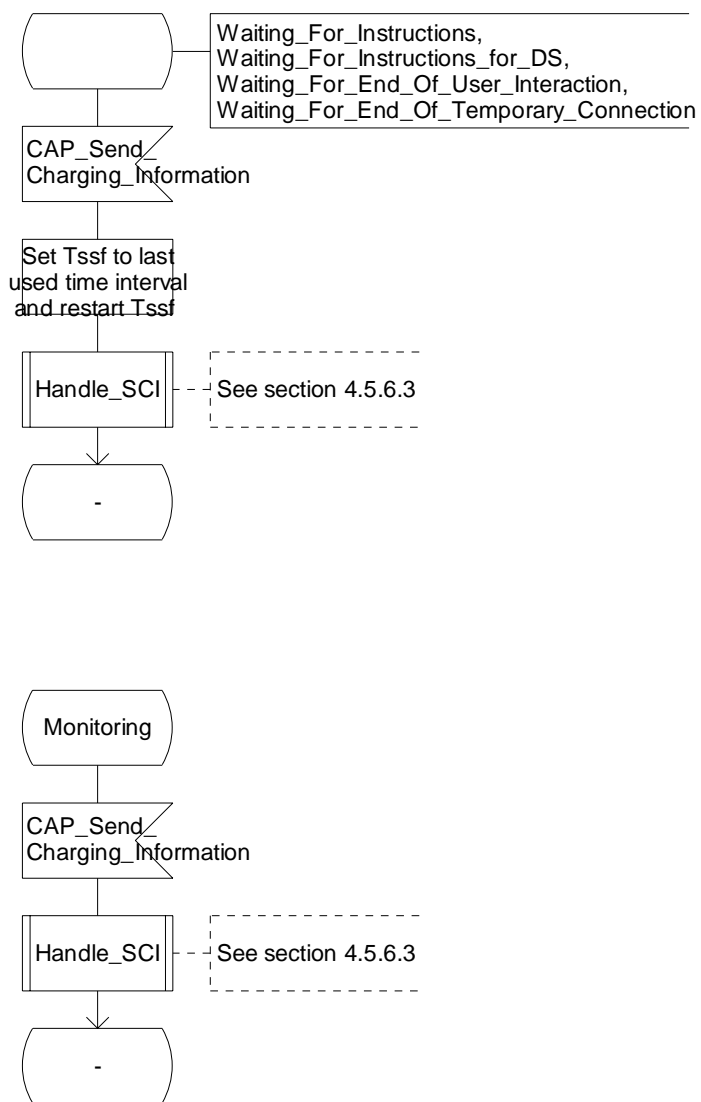 Waiting_For_Instructions,
Waiting_For_Instructions_for_DS,
Waiting_For_End_Of_User_Interaction,
Waiting_For_End_Of_Temporary_Connection
CAP_Send_
Charging_Information
Set Tssf to last
used time interval
and restart Tssf
Handle_SCI
See section 4.5.6.3
-
Monitoring
CAP_Send_
Charging_Information
Handle_SCI
See section 4.5.6.3
-